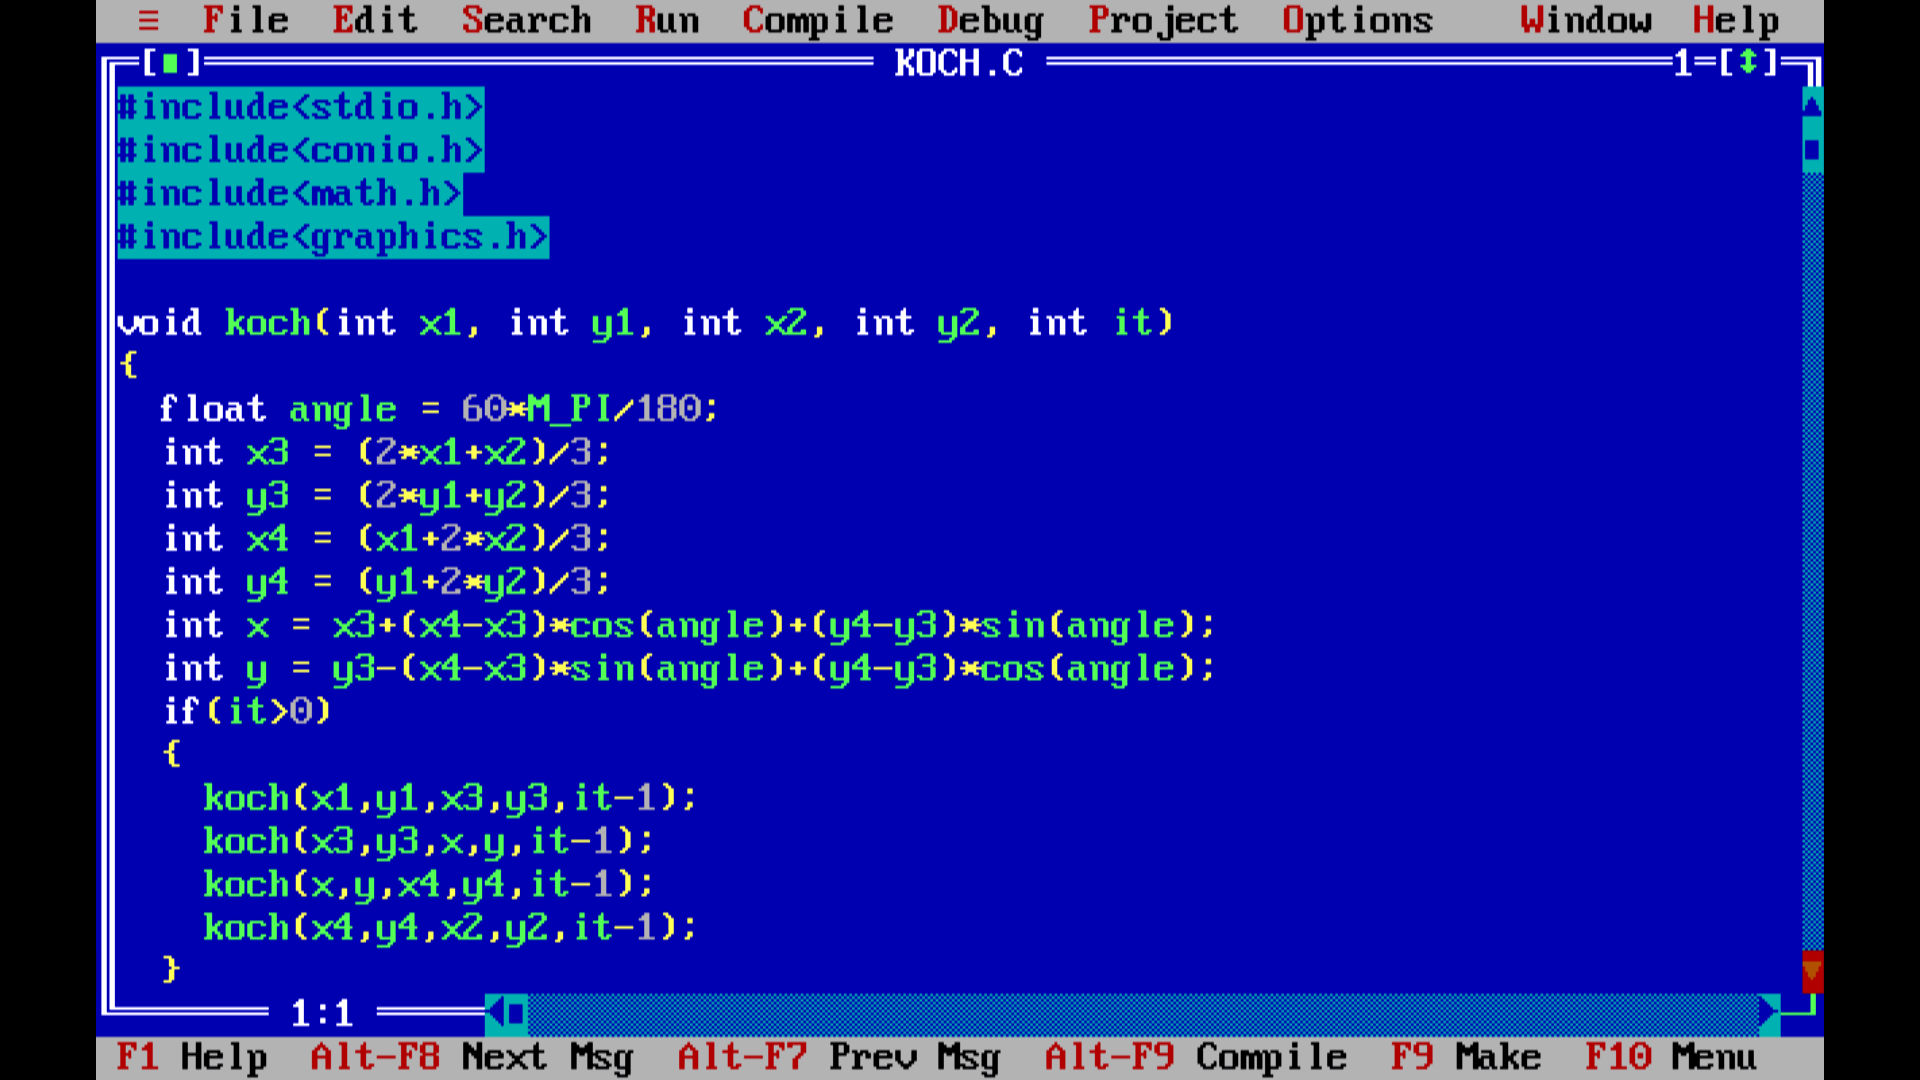 ≡ File Edit Search Run Compile Debug Project Options Window Help
[■] KOCH.C 1=[↕]
#include<stdio.h>
#include<conio.h>
#include<math.h>
#include<graphics.h>
void koch(int x1, int y1, int x2, int y2, int it)
{
float angle = 60*M_PI/180;
int x3 = (2*x1+x2)/3;
int y3 = (2*y1+y2)/3;
int x4 = (x1+2*x2)/3;
int y4 = (y1+2*y2)/3;
int x = x3+(x4-x3)*cos(angle)+(y4-y3)*sin(angle);
int y = y3-(x4-x3)*sin(angle)+(y4-y3)*cos(angle);
if(it>0)
{
koch(x1,y1,x3,y3,it-1);
koch(x3,y3,x,y,it-1);
koch(x,y,x4,y4,it-1);
koch(x4,y4,x2,y2,it-1);
}
1:1
F1 Help Alt-F8 Next Msg Alt-F7 Prev Msg Alt-F9 Compile F9 Make F10 Menu